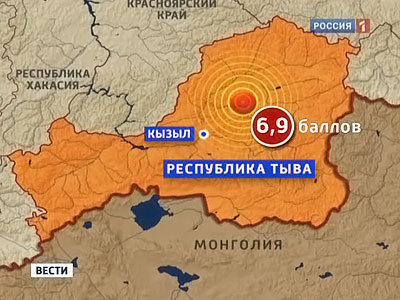 КРАСНОЯРСКИЙ
КРАЙ
РОССИЯ 1
РЕСПУБЛИКА
ХАКАСИЯ
КЫЗЫЛ
6,9 баллов
РЕСПУБЛИКА ТЫВА
МОНГОЛИЯ
ВЕСТИ